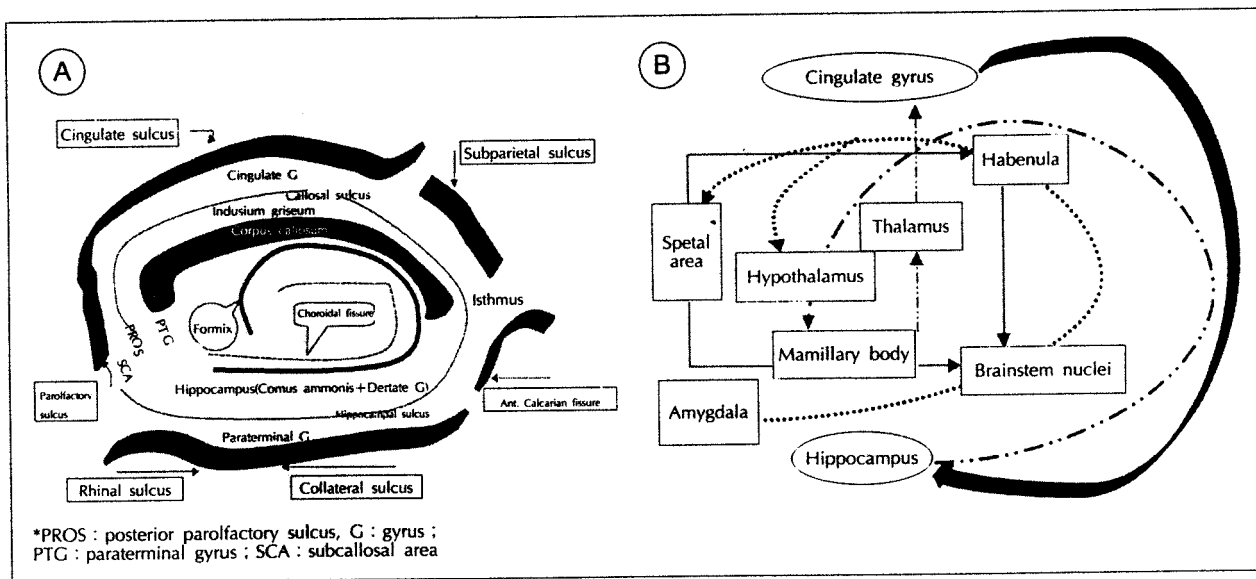 A
Cingulate sulcus
Subparietal sulcus
Cingulate G
Callosal sulcus
Indusium griseum
Corpus callosum
Isthmus
PTG
PROS
SCA
Fornix
Choroidal fissure
Parolfactory
sulcus
Hippocampus(Cornus ammonis+Dertate G)
Hippocampal sulcus
Ant. Calcarian fissure
Paraterminal G
Rhinal sulcus
Collateral sulcus
*PROS : posterior parolfactory sulcus, G : gyrus ;
PTG : paraterminal gyrus ; SCA : subcallosal area
B
Cingulate gyrus
Habenula
Spetal
area
Thalamus
Hypothalamus
Mamillary body
Brainstem nuclei
Amygdala
Hippocampus